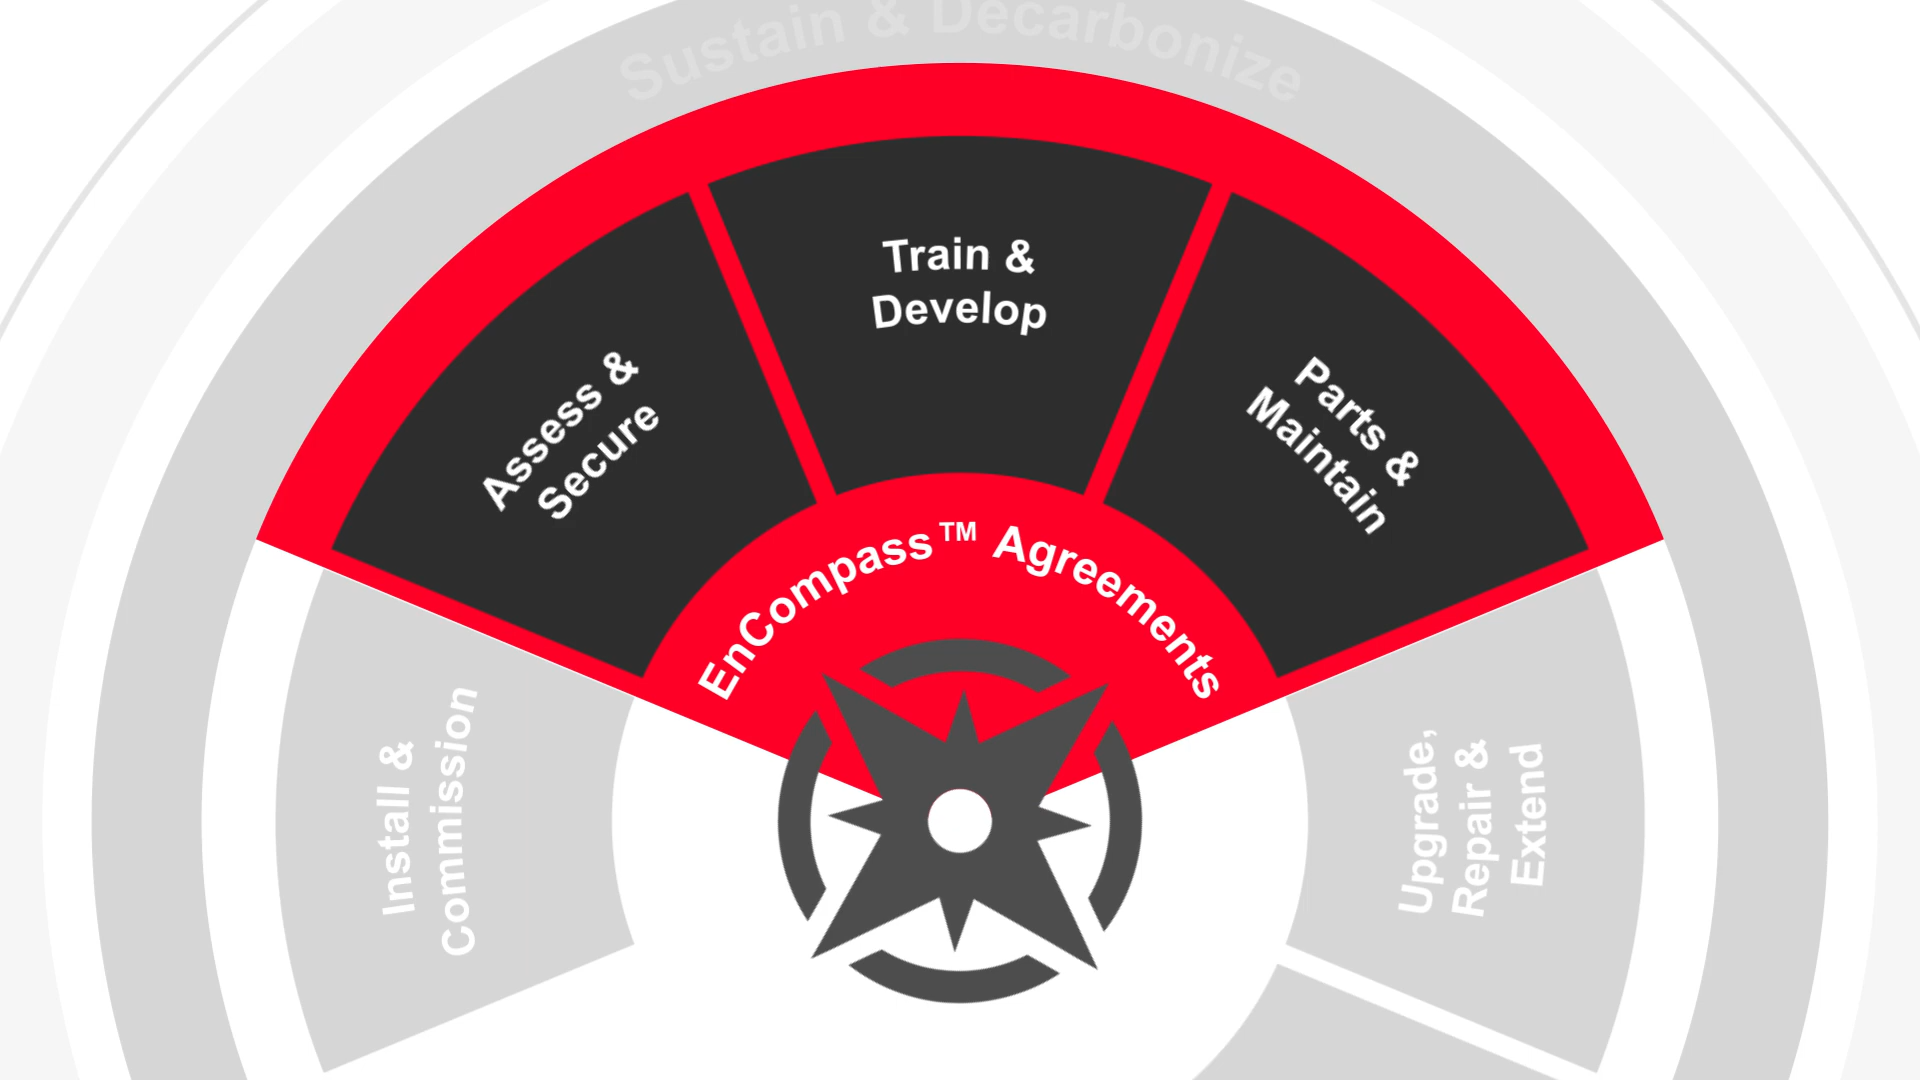 Sustain & Decarbonize
Assess &
Secure
Train &
Develop
Parts &
Maintain
EnCompass™ Agreements
Install &
Commission
Upgrade,
Repair &
Extend